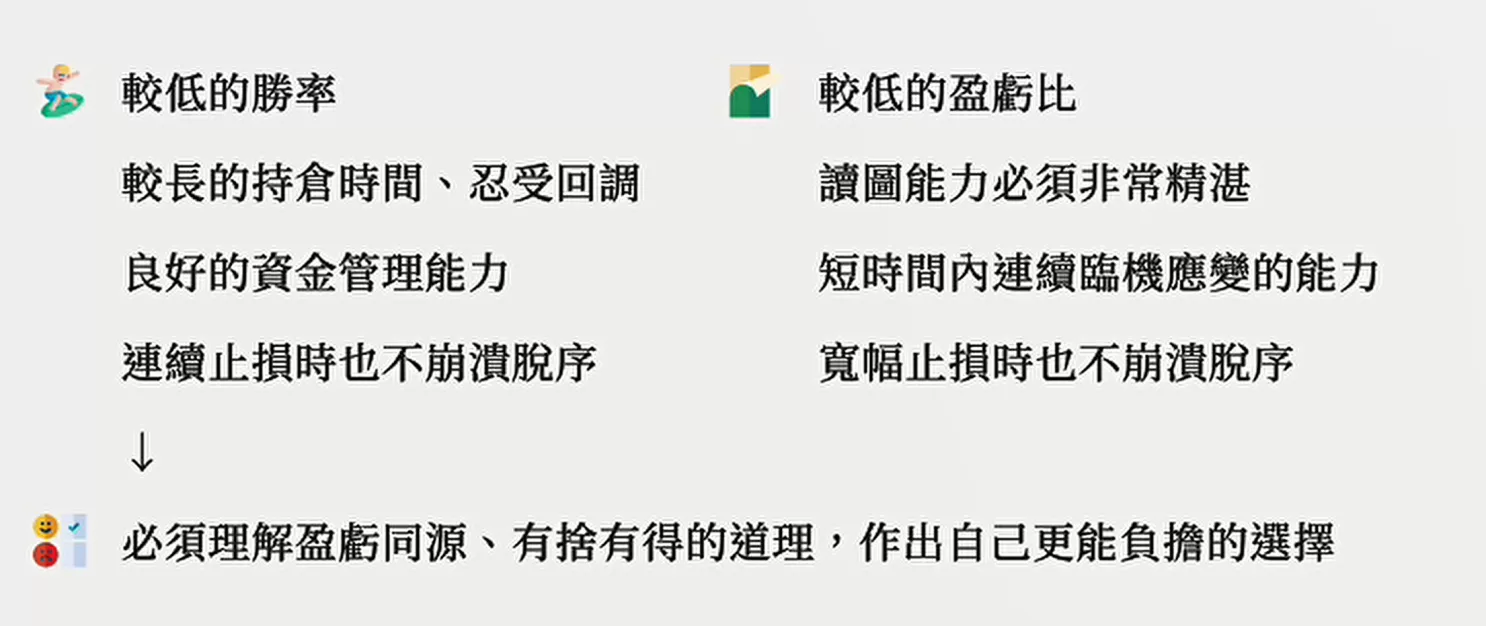 較低的勝率
較長的持倉時間、忍受回調
良好的資金管理能力
連續止損時也不崩潰脫序
較低的盈虧比
讀圖能力必須非常精湛
短時間內連續臨機應變的能力
寬幅止損時也不崩潰脫序
↓
必須理解盈虧同源、有捨有得的道理，作出自己更能負擔的選擇